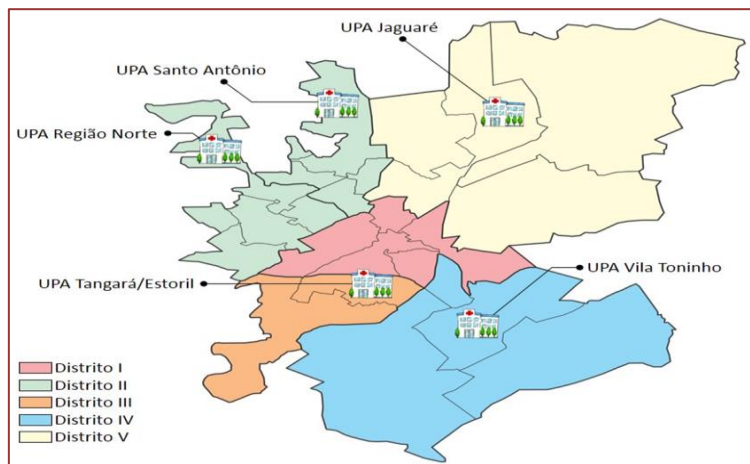 UPA Jaguaré
UPA Santo Antônio
UPA Região Norte
UPA Tangará/Estoril
UPA Vila Toninho
Distrito I
Distrito II
Distrito III
Distrito IV
Distrito V